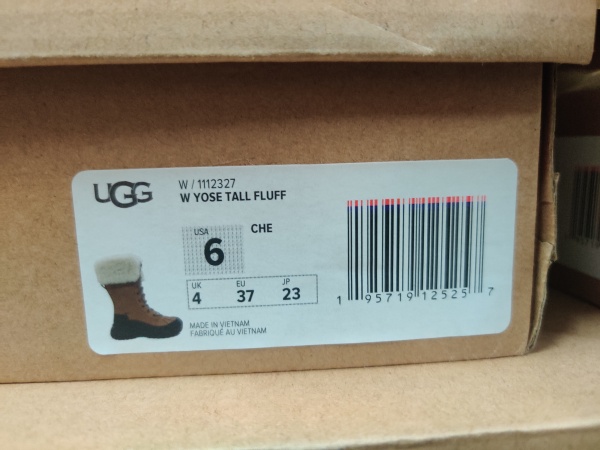 UGG
W / 1112327
W YOSE TALL FLUFF
USA
6
CHE
UK
4
EU
37
JP
23
MADE IN VIETNAM
FABRIQUÉ AU VIETNAM
1 95719 12525 7